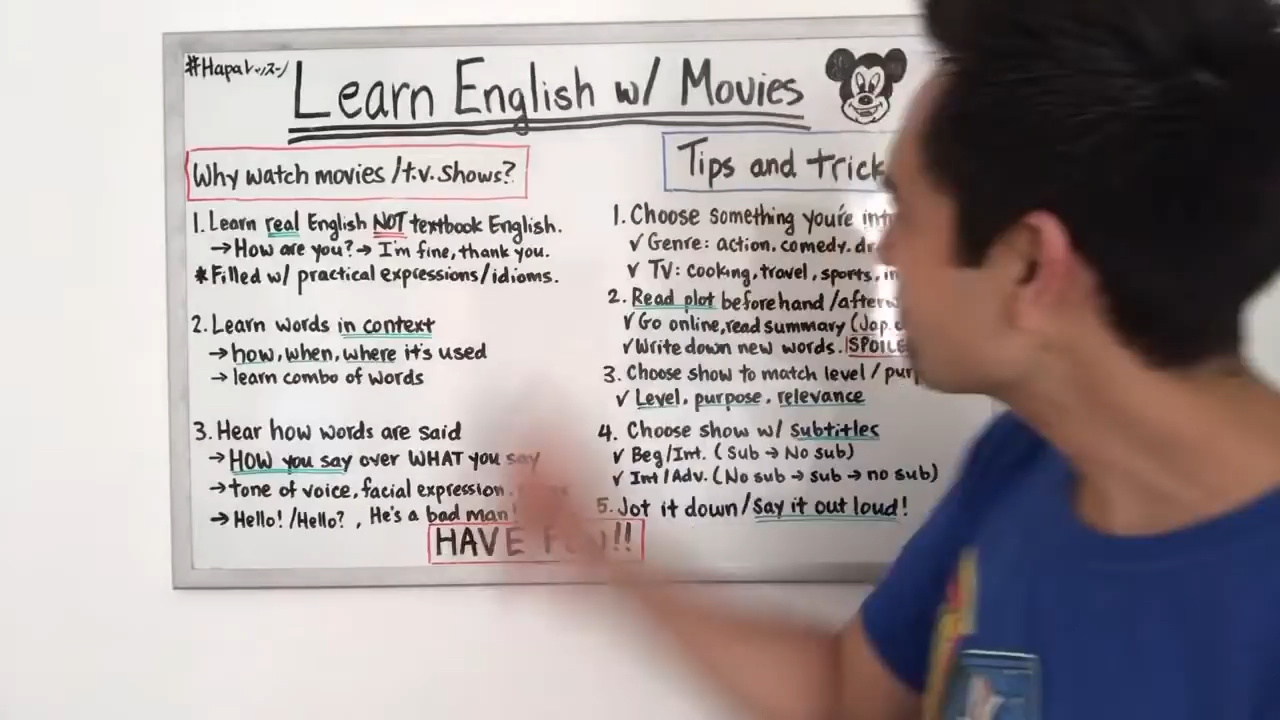 #Hapaレッスン
Learn English w/ Movies
Why watch movies/t.v. shows?
1. Learn real English NOT textbook English.
→ How are you? → I'm fine, thank you.
* Filled w/ practical expressions/idioms.
2. Learn words in context
→ how, when, where it's used
→ learn combo of words
3. Hear how words are said
→ HOW you say over WHAT you say
→ tone of voice, facial expression
→ Hello! /Hello? , He's a bad man!
HAVE FUN!!
Tips and trick
1. Choose something you're
✓ Genre: action, comedy,
✓ TV: cooking, travel, sports,
2. Read plot beforehand /
✓ Go online, read summary (Jap.
✓ Write down new words.
3. Choose show to match level /
✓ Level, purpose, relevance
4. Choose show w/ subtitles
✓ Beg/Int. (Sub → No sub)
✓ Int/Adv. (No sub → sub → no sub)
5. Jot it down/Say it out loud!